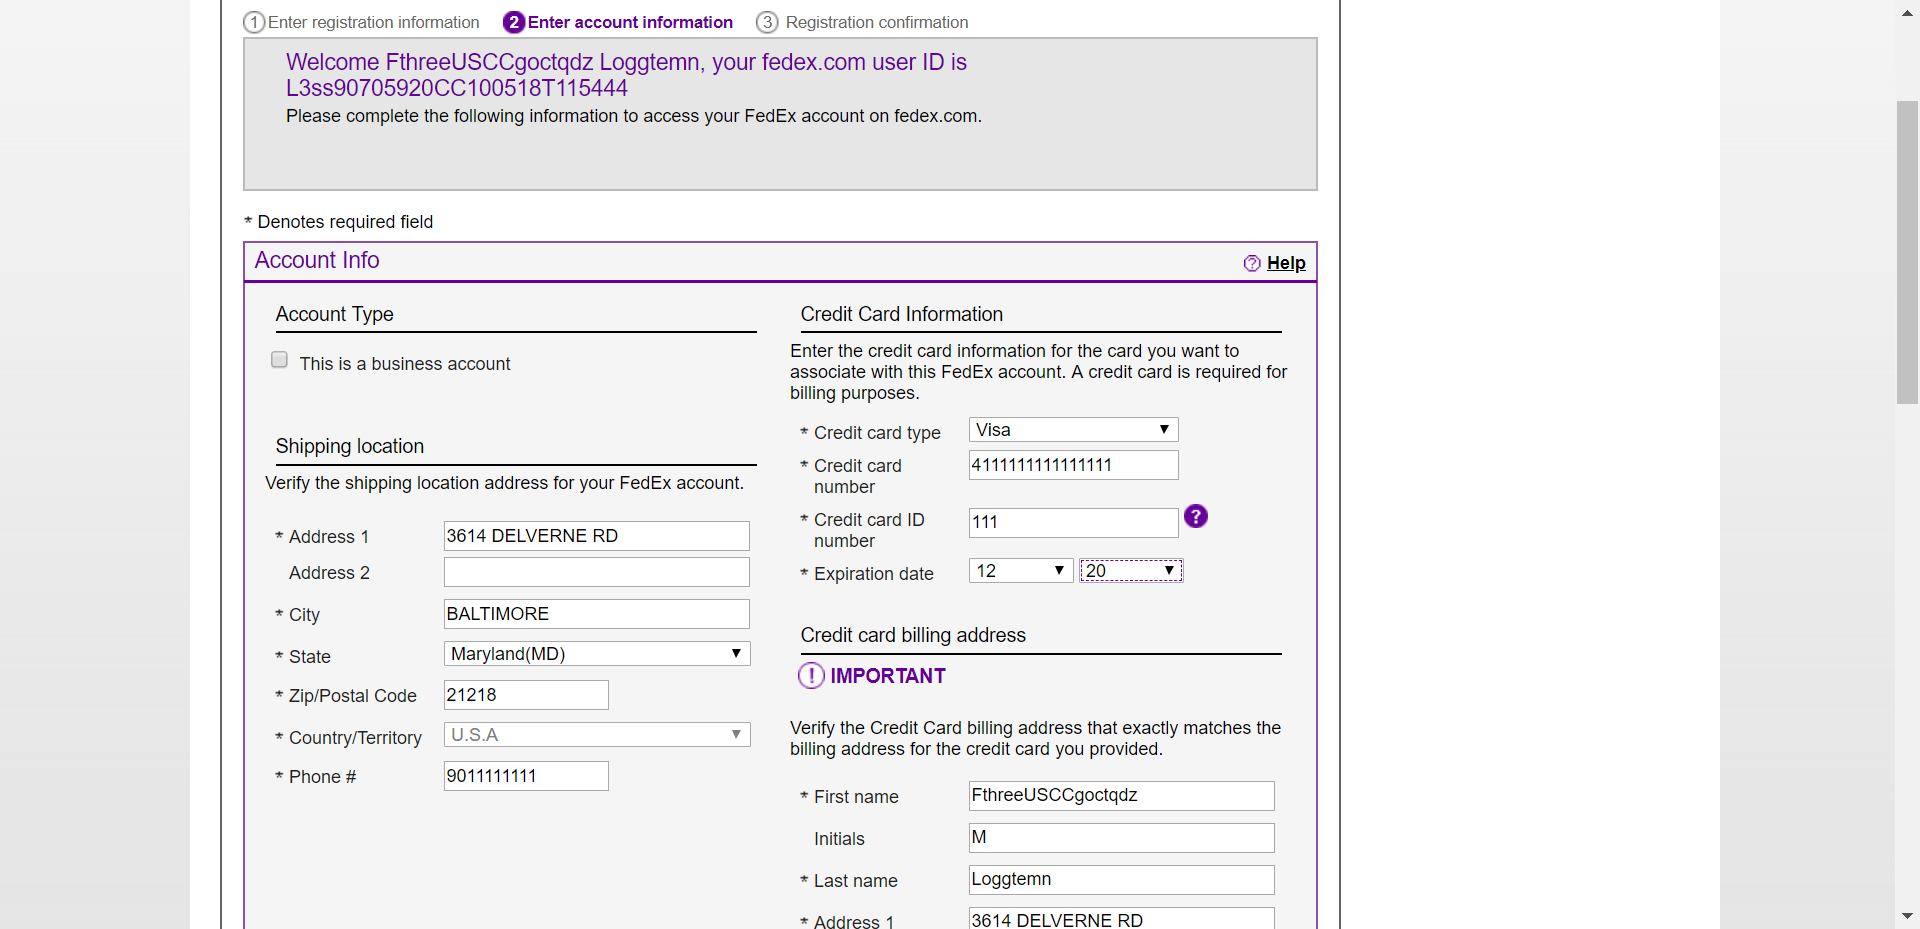 1 Enter registration information 2 Enter account information 3 Registration confirmation
Welcome FthreeUSCCgoctqdz Loggtemn, your fedex.com user ID is
L3ss90705920CC100518T115444
Please complete the following information to access your FedEx account on fedex.com.
* Denotes required field
Account Info
? Help
Account Type
This is a business account
Shipping location
Verify the shipping location address for your FedEx account.
* Address 1 3614 DELVERNE RD
Address 2
* City BALTIMORE
* State Maryland(MD)
* Zip/Postal Code 21218
* Country/Territory U.S.A
* Phone # 9011111111
Credit Card Information
Enter the credit card information for the card you want to
associate with this FedEx account. A credit card is required for
billing purposes.
* Credit card type Visa
* Credit card
number
4111111111111111
* Credit card ID
number
111 ?
* Expiration date 12 20
Credit card billing address
! IMPORTANT
Verify the Credit Card billing address that exactly matches the
billing address for the credit card you provided.
* First name FthreeUSCCgoctqdz
Initials M
* Last name Loggtemn
* Address 1 3614 DELVERNE RD